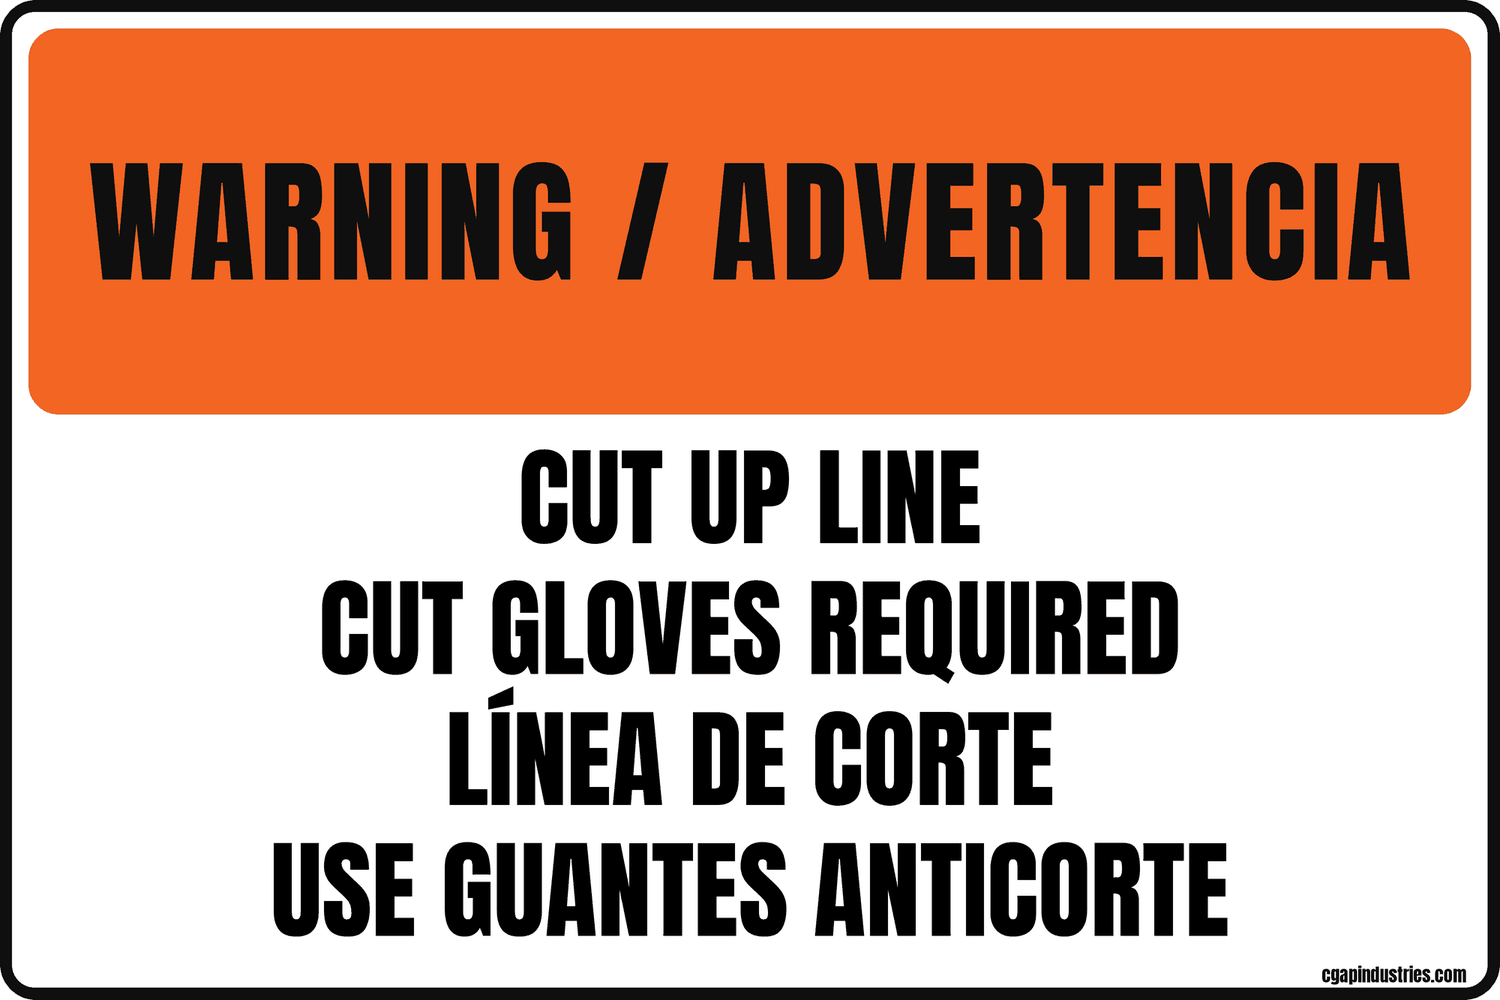 WARNING / ADVERTENCIA
CUT UP LINE
CUT GLOVES REQUIRED
LÍNEA DE CORTE
USE GUANTES ANTICORTE
cgapindustries.com